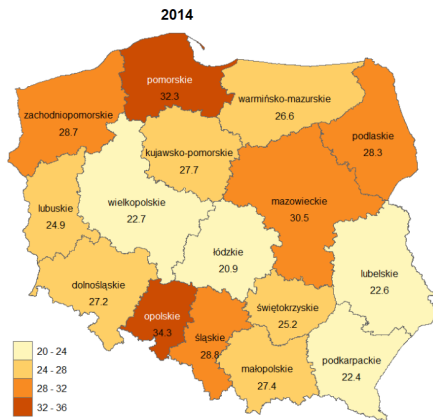 2014
pomorskie
32.3
warmińsko-mazurskie
26.6
zachodniopomorskie
28.7
podlaskie
28.3
kujawsko-pomorskie
27.7
mazowieckie
30.5
wielkopolskie
22.7
lubuskie
24.9
łódzkie
20.9
lubelskie
22.6
dolnośląskie
27.2
opolskie
34.3
śląskie
28.8
świętokrzyskie
25.2
małopolskie
27.4
podkarpackie
22.4
20 - 24
24 - 28
28 - 32
32 - 36